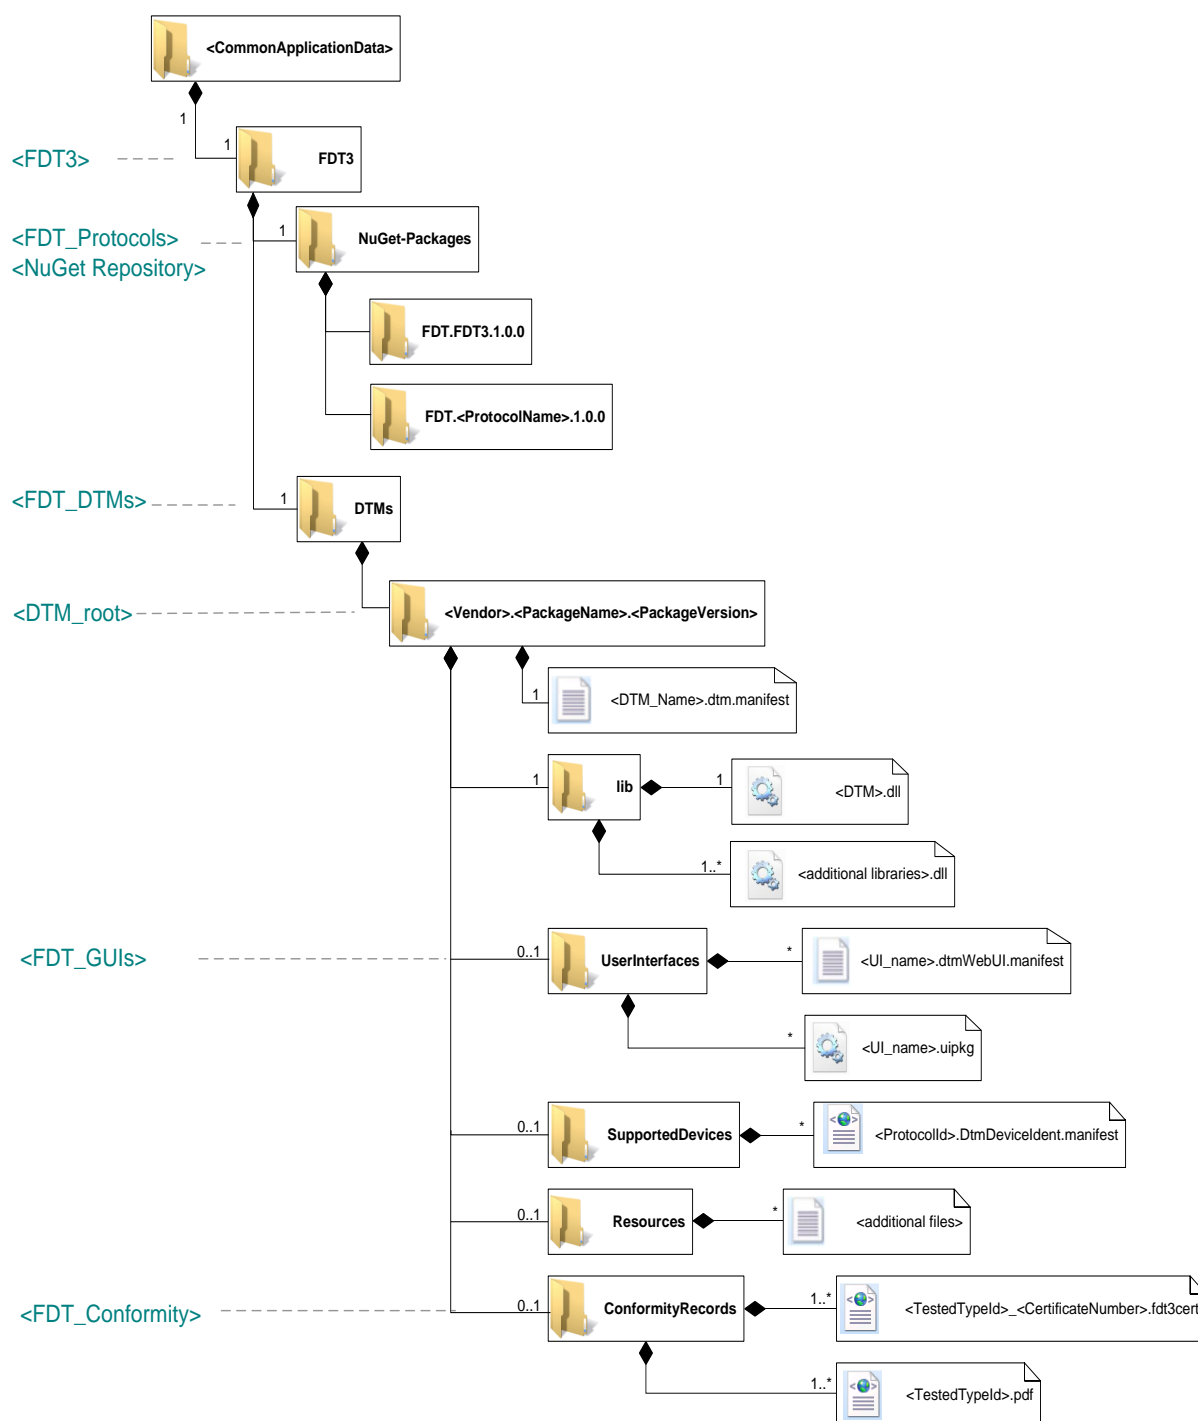 <CommonApplicationData>
1
<FDT3>
1
FDT3
<FDT_Protocols>
<NuGet Repository>
1
NuGet-Packages
FDT.FDT3.1.0.0
FDT.<ProtocolName>.1.0.0
<FDT_DTMs>
1
DTMs
<DTM_root>
<Vendor>.<PackageName>.<PackageVersion>
1
<DTM_Name>.dtm.manifest
1
lib
1
<DTM>.dll
1..*
<additional libraries>.dll
<FDT_GUIs>
0..1
UserInterfaces
*
<UI_name>.dtmWebUI.manifest
*
<UI_name>.uipkg
0..1
SupportedDevices
*
<ProtocolId>.DtmDeviceIdent.manifest
0..1
Resources
*
<additional files>
<FDT_Conformity>
0..1
ConformityRecords
1..*
<TestedTypeId>_<CertificateNumber>.fdt3cert
1..*
<TestedTypeId>.pdf